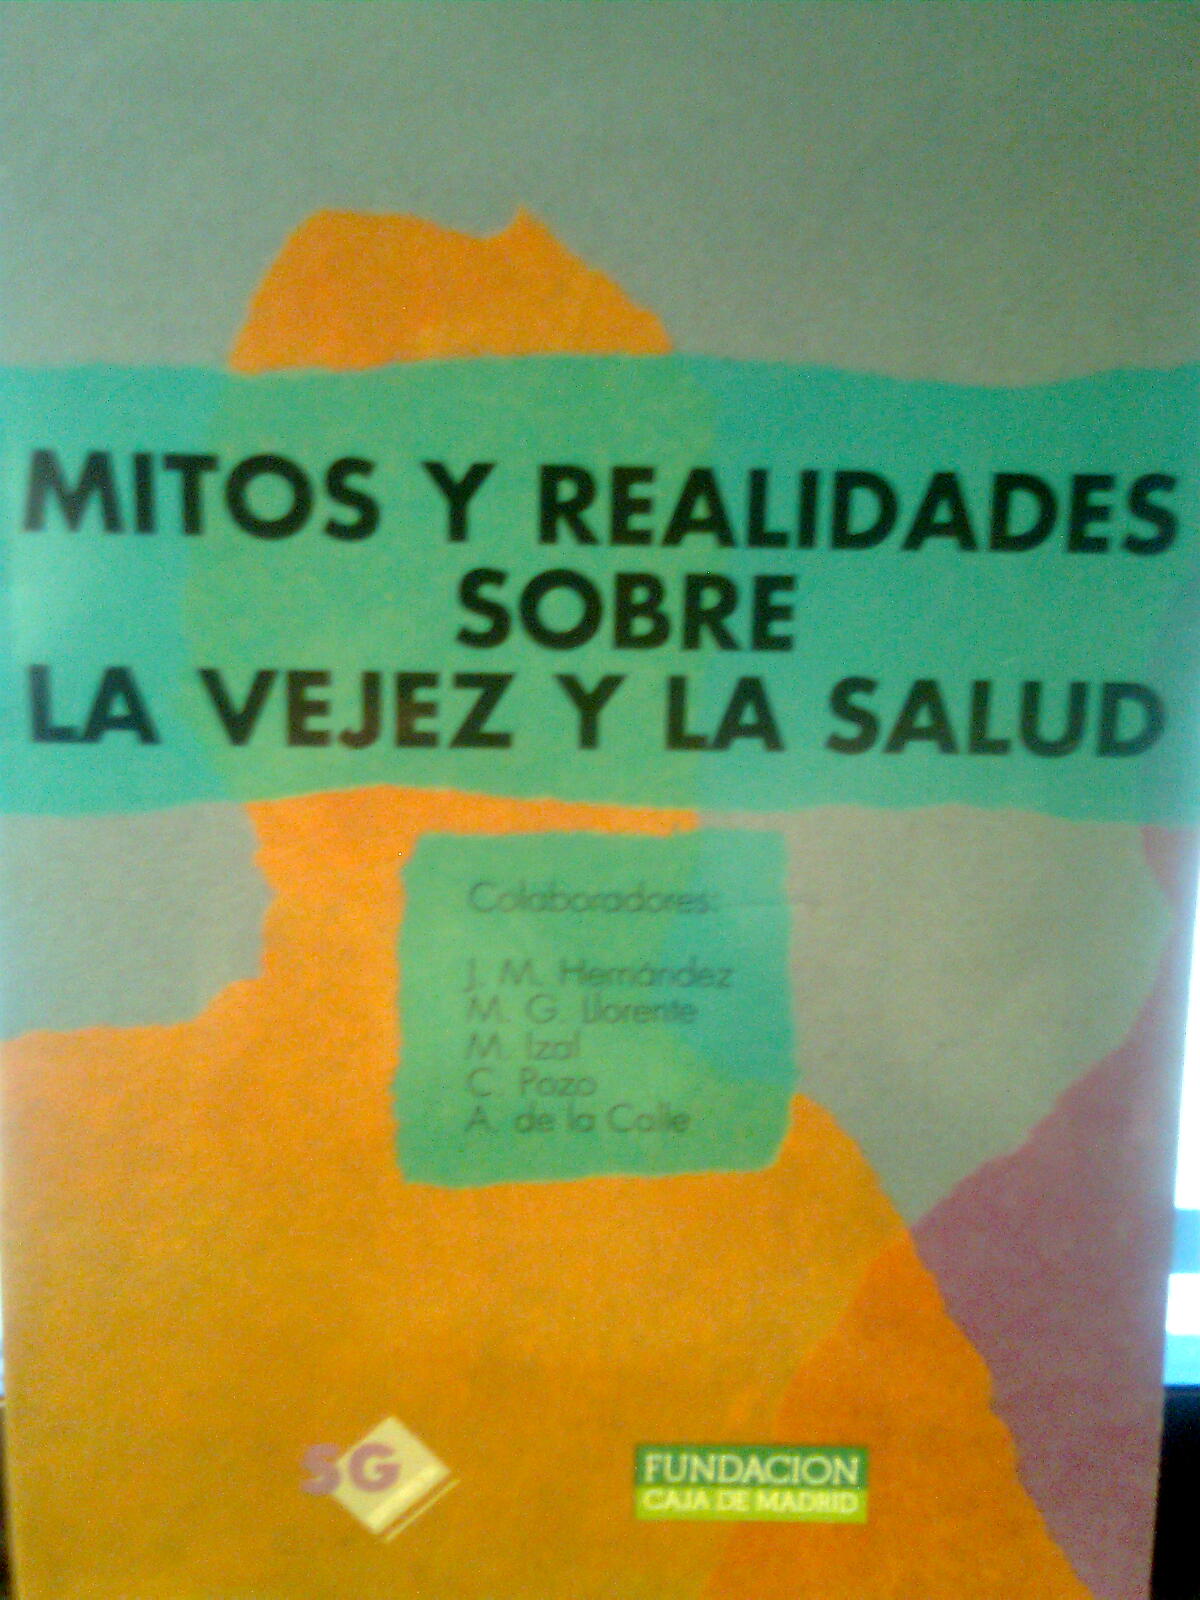 MITOS Y REALIDADES
SOBRE
LA VEJEZ Y LA SALUD
Colaboradores:
J. M. Hernández
M. G. Llorente
M. Izal
C. Pozo
A. de la Calle
SG
FUNDACION
CAJA DE MADRID